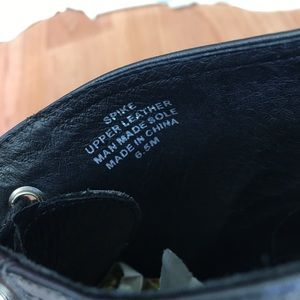 SPIKE
UPPER LEATHER
MAN MADE SOLE
MADE IN CHINA
6.5M